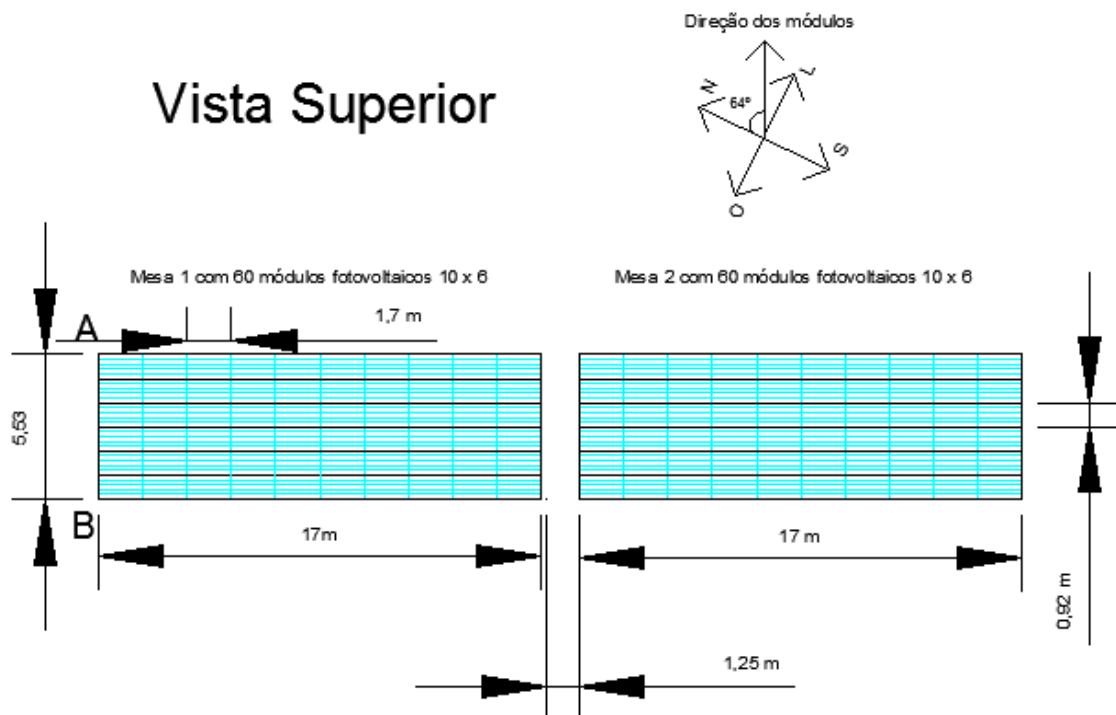 Direção dos módulos
Vista Superior
N
64º
L
S
O
Mesa 1 com 60 módulos fotovoltaicos 10 x 6
Mesa 2 com 60 módulos fotovoltaicos 10 x 6
A
1,7 m
5,53
B
17m
17 m
0,92 m
1,25 m